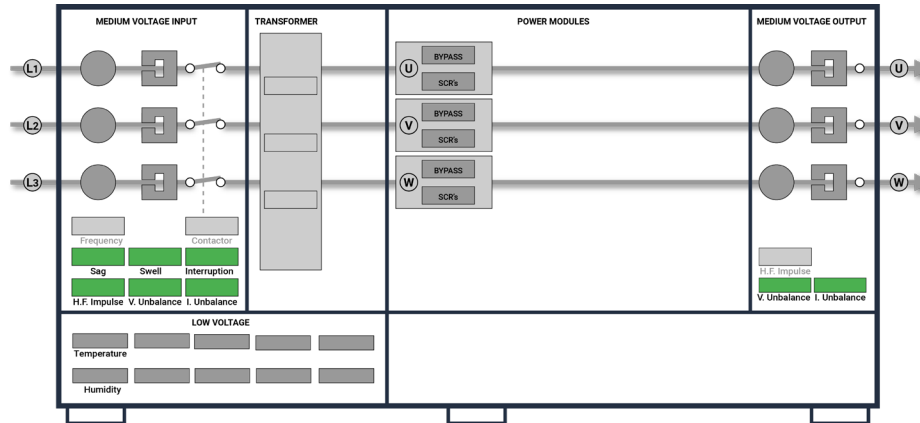 MEDIUM VOLTAGE INPUT
TRANSFORMER
POWER MODULES
MEDIUM VOLTAGE OUTPUT
L1
U
BYPASS
SCR's
U
L2
V
BYPASS
SCR's
V
L3
W
BYPASS
SCR's
W
Frequency
Contactor
Sag
Swell
Interruption
H.F. Impulse
V. Unbalance
I. Unbalance
H.F. Impulse
V. Unbalance
I. Unbalance
LOW VOLTAGE
Temperature
Humidity